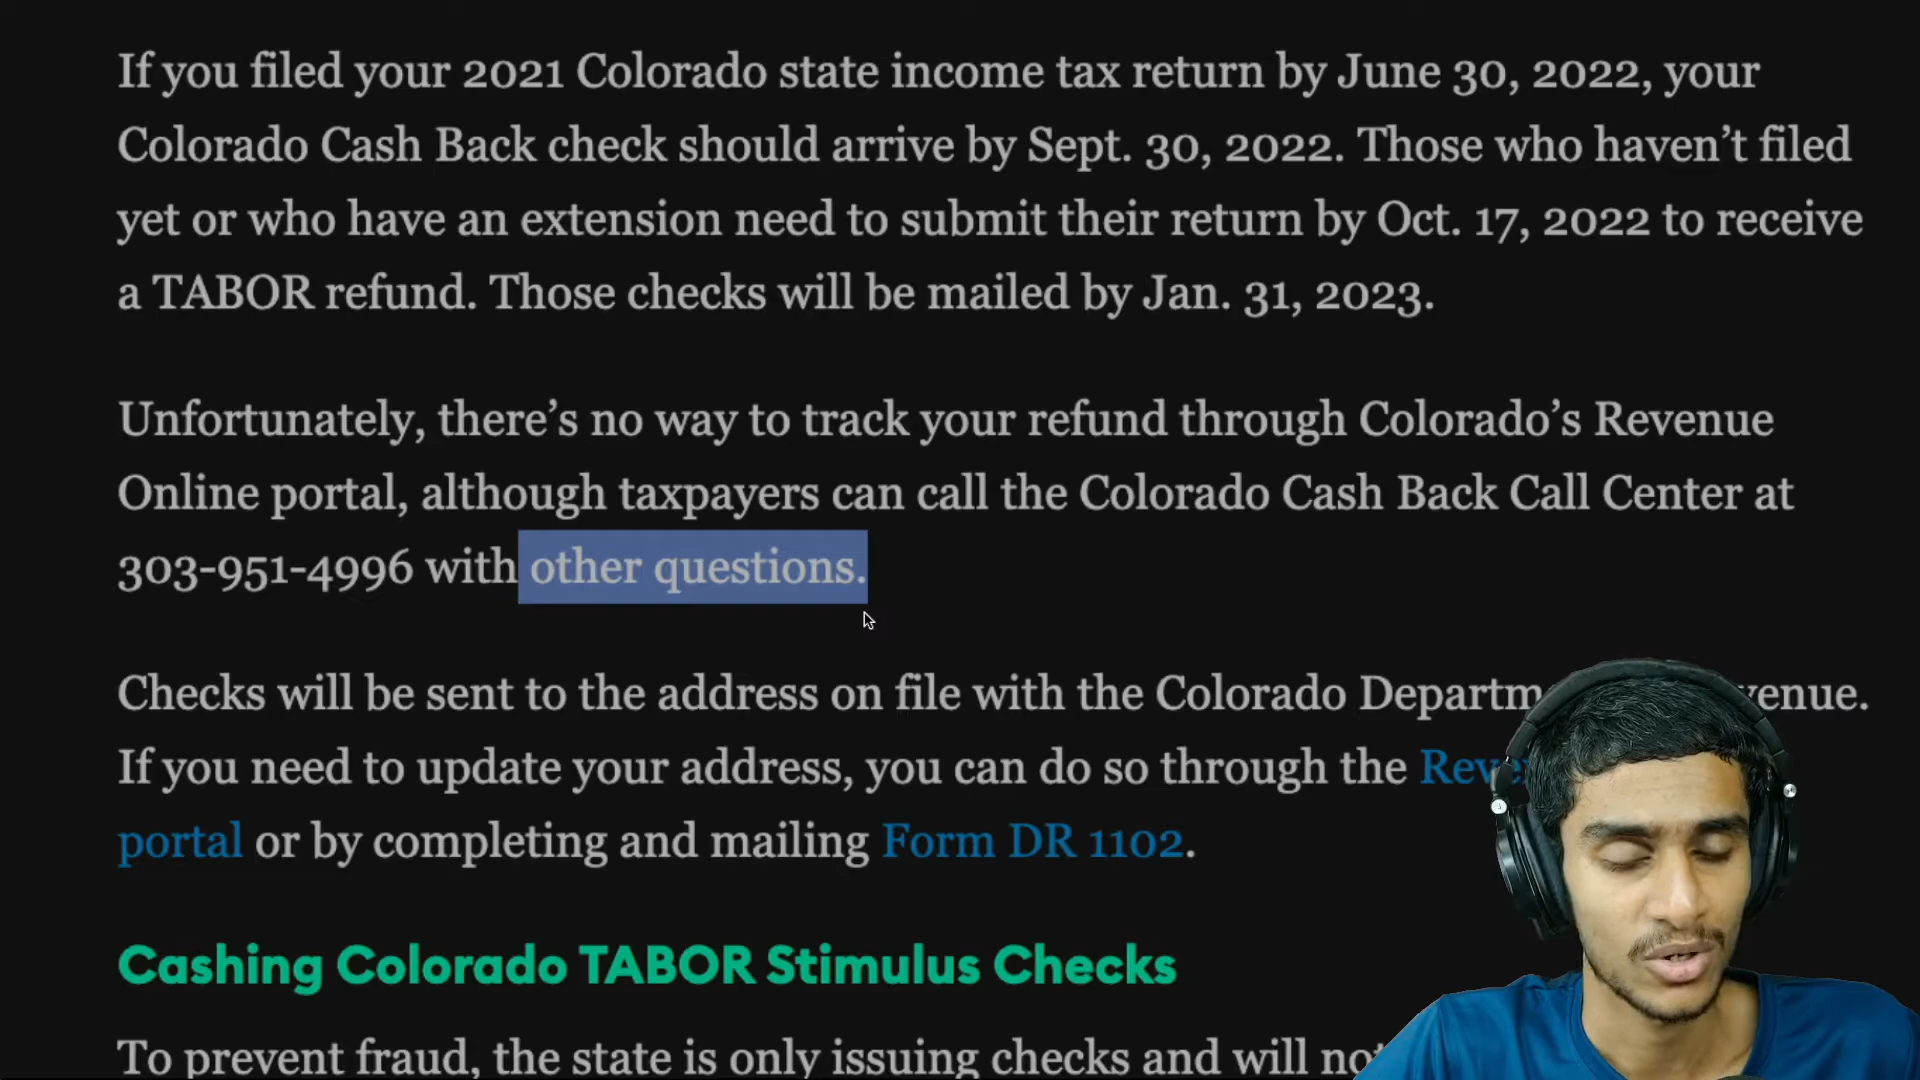 If you filed your 2021 Colorado state income tax return by June 30, 2022, your
Colorado Cash Back check should arrive by Sept. 30, 2022. Those who haven’t filed
yet or who have an extension need to submit their return by Oct. 17, 2022 to receive
a TABOR refund. Those checks will be mailed by Jan. 31, 2023.
Unfortunately, there’s no way to track your refund through Colorado’s Revenue
Online portal, although taxpayers can call the Colorado Cash Back Call Center at
303-951-4996 with other questions.
Checks will be sent to the address on file with the Colorado
If you need to update your address, you can do so through the
portal or by completing and mailing Form DR 1102.
Cashing Colorado TABOR Stimulus Checks
To prevent fraud, the state is only issuing checks and will